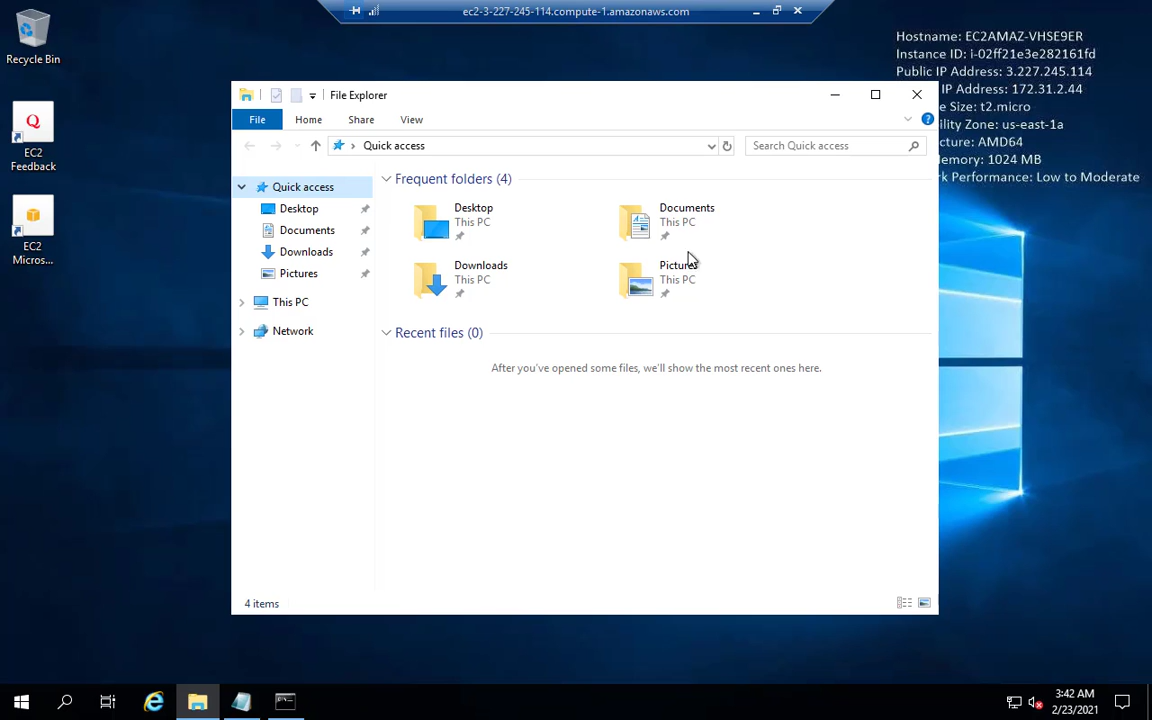 ec2-3-227-245-114.compute-1.amazonaws.com
Recycle Bin
EC2
Feedback
EC2
Micros...
Hostname: EC2AMAZ-VHSE9ER
Instance ID: i-02ff21e3e282161fd
Public IP Address: 3.227.245.114
IP Address: 172.31.2.44
e Size: t2.micro
ility Zone: us-east-1a
cture: AMD64
emory: 1024 MB
rk Performance: Low to Moderate
File Explorer
File Home Share View
Quick access
Search Quick access
Quick access
Desktop
Documents
Downloads
Pictures
This PC
Network
Frequent folders (4)
Desktop
This PC
Documents
This PC
Downloads
This PC
Pictures
This PC
Recent files (0)
After you've opened some files, we'll show the most recent ones here.
4 items
3:42 AM
2/23/2021